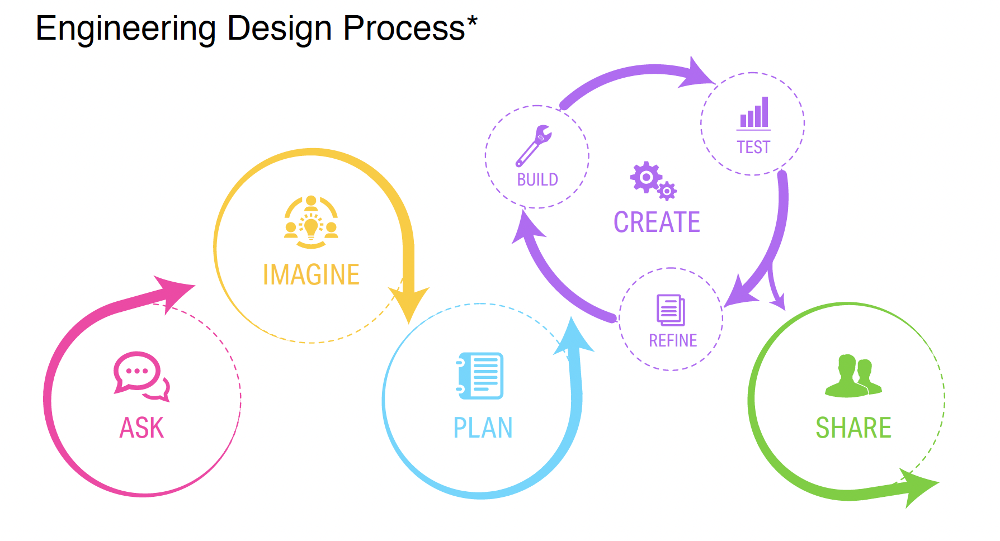 Engineering Design Process*
ASK
IMAGINE
PLAN
CREATE
BUILD
TEST
REFINE
SHARE